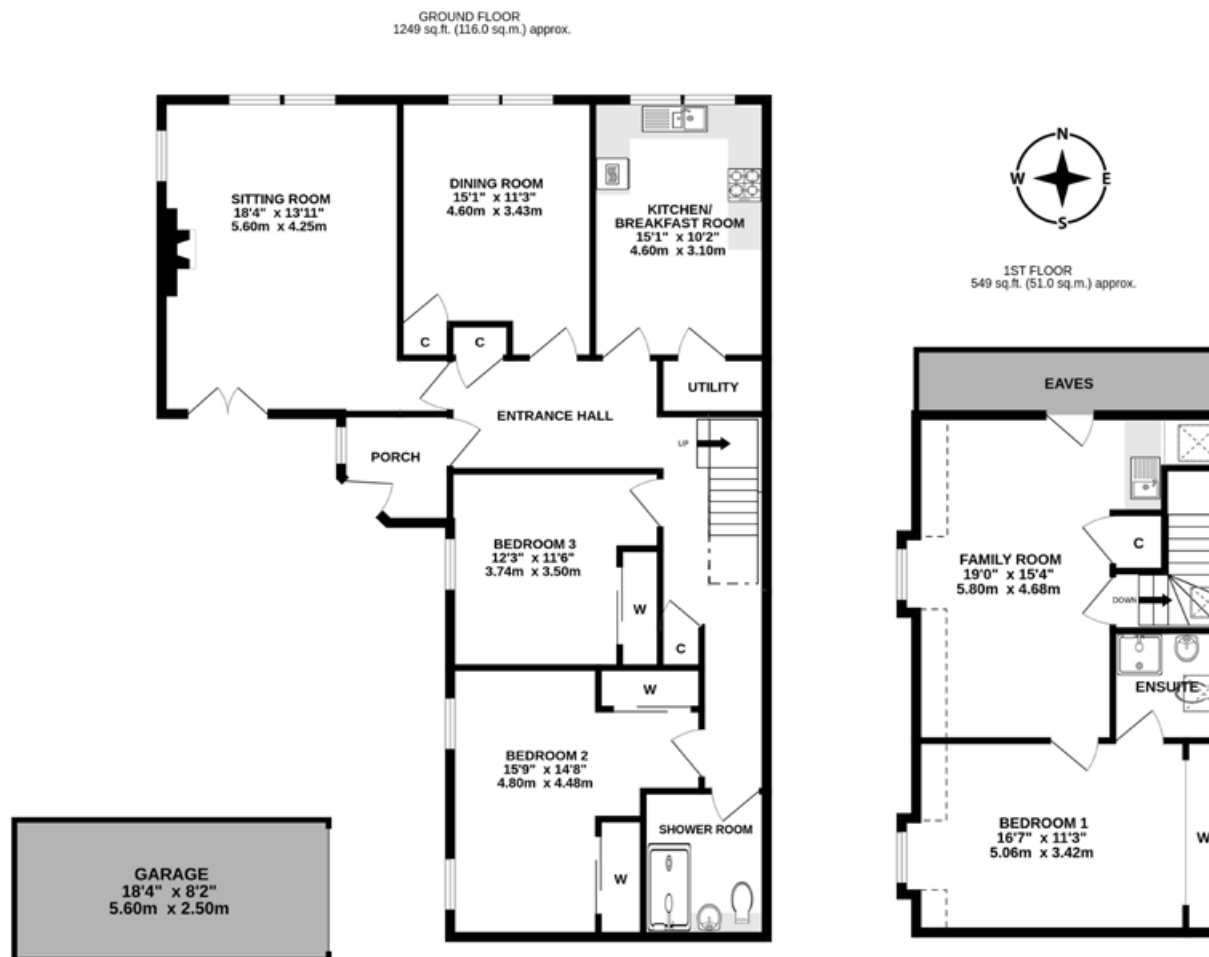 GROUND FLOOR
1249 sq.ft. (116.0 sq.m.) approx.
SITTING ROOM
18'4" x 13'11"
5.60m x 4.25m
DINING ROOM
15'1" x 11'3"
4.60m x 3.43m
KITCHEN/
BREAKFAST ROOM
15'1" x 10'2"
4.60m x 3.10m
C
C
UTILITY
ENTRANCE HALL
UP
PORCH
BEDROOM 3
12'3" x 11'6"
3.74m x 3.50m
W
C
W
BEDROOM 2
15'9" x 14'8"
4.80m x 4.48m
W
SHOWER ROOM
GARAGE
18'4" x 8'2"
5.60m x 2.50m
N
W
E
S
1ST FLOOR
549 sq.ft. (51.0 sq.m.) approx.
EAVES
FAMILY ROOM
19'0" x 15'4"
5.80m x 4.68m
C
DOWN
ENSUITE
BEDROOM 1
16'7" x 11'3"
5.06m x 3.42m
W